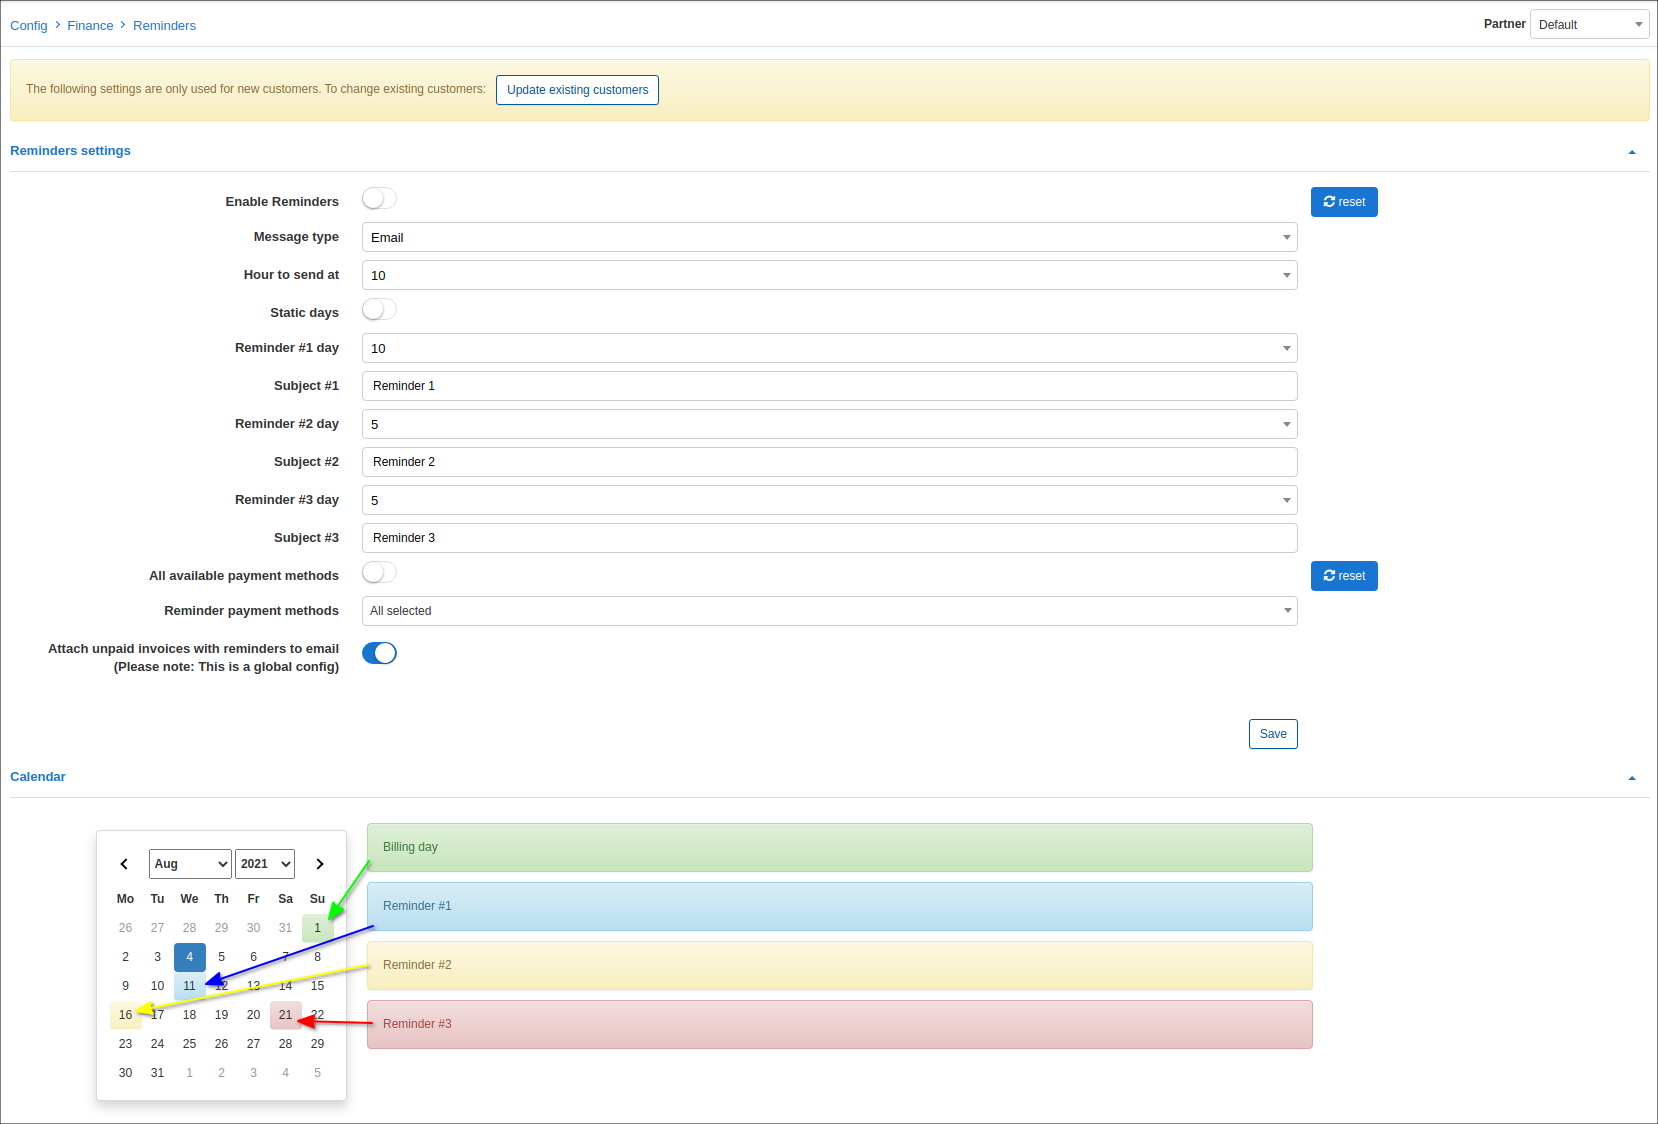 Config > Finance > Reminders
Partner Default
The following settings are only used for new customers. To change existing customers: Update existing customers
Reminders settings
Enable Reminders reset
Message type Email
Hour to send at 10
Static days
Reminder #1 day 10
Subject #1 Reminder 1
Reminder #2 day 5
Subject #2 Reminder 2
Reminder #3 day 5
Subject #3 Reminder 3
All available payment methods reset
Reminder payment methods All selected
Attach unpaid invoices with reminders to email
(Please note: This is a global config)
Save
Calendar
Aug 2021
Mo Tu We Th Fr Sa Su
26 27 28 29 30 31 1
2 3 4 5 6 7 8
9 10 11 12 13 14 15
16 17 18 19 20 21 22
23 24 25 26 27 28 29
30 31 1 2 3 4 5
Billing day
Reminder #1
Reminder #2
Reminder #3